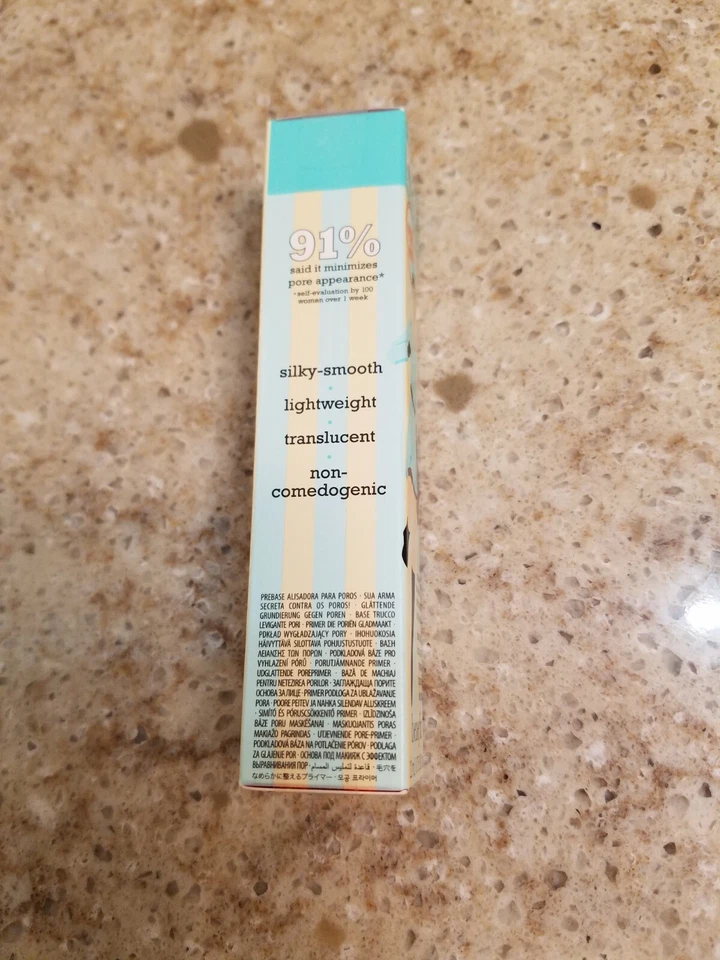 91%
said it minimizes
pore appearance*
*self-evaluation by 100
women over 1 week
silky-smooth
lightweight
translucent
non-
comedogenic
PREBASE ALISADORA PARA POROS · SUA ARMA
SECRETA CONTRA OS POROS! · GLÄTTENDE
GRUNDIERUNG GEGEN POREN · BASE TRUCCO
LEVIGANTE PORI · PRIMER DIE PORIËN GLADMAAKT ·
PODKŁAD WYGŁADZAJĄCY PORY · IHOHUOKOSIA
HÄIVYTTÄVÄ SILOTTAVA POHJUSTUSTUOTE · ΒΑΣΗ
ΛΕΙΑΝΣΗΣ ΤΩΝ ΠΟΡΩΝ · PODKLADOVÁ BÁZE PRO
VYHLAZENÍ PÓRŮ · PORUTJÄMNANDE PRIMER ·
UDGLATTENDE POREPRIMER · BAZĂ DE MACHIAJ
PENTRU NETEZIREA PORILOR · ЗАГЛАЖДАЩА ПОРИТЕ
ОСНОВА ЗА ЛИЦЕ · PRIMER PODLOGA ZA UBLAŽAVANJE
PORA · POORE PEITEV JA NAHKA SILENDAV ALUSKREEM
· SIMÍTÓ ÉS PÓRUSCSÖKKENTŐ PRIMER · IZLĪDZINOŠA
BĀZE PORU MASKĒŠANAI · MASKUOJANTIS PORAS
MAKIAŽO PAGRINDAS · UTJEVNENDE PORE-PRIMER ·
PODKLADOVÁ BÁZA NA POTLAČENIE PÓROV · PODLAGA
ZA GLAJENJE POR · ОСНОВА ПОД МАКИЯЖ С ЭФФЕКТОМ
ВЫРАВНИВАНИЯ ПОР · قاعدة لتمليس المسام · 毛穴を
なめらかに整えるプライマー · 모공 프라이머